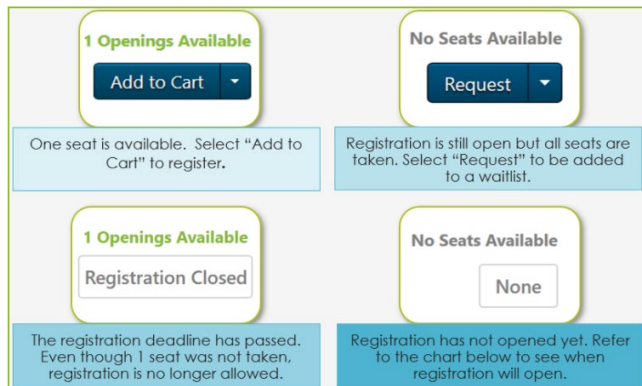 1 Openings Available
Add to Cart
One seat is available. Select “Add to
Cart” to register.
No Seats Available
Request
Registration is still open but all seats are
taken. Select “Request” to be added
to a waitlist.
1 Openings Available
Registration Closed
The registration deadline has passed.
Even though 1 seat was not taken,
registration is no longer allowed.
No Seats Available
None
Registration has not opened yet. Refer
to the chart below to see when
registration will open.